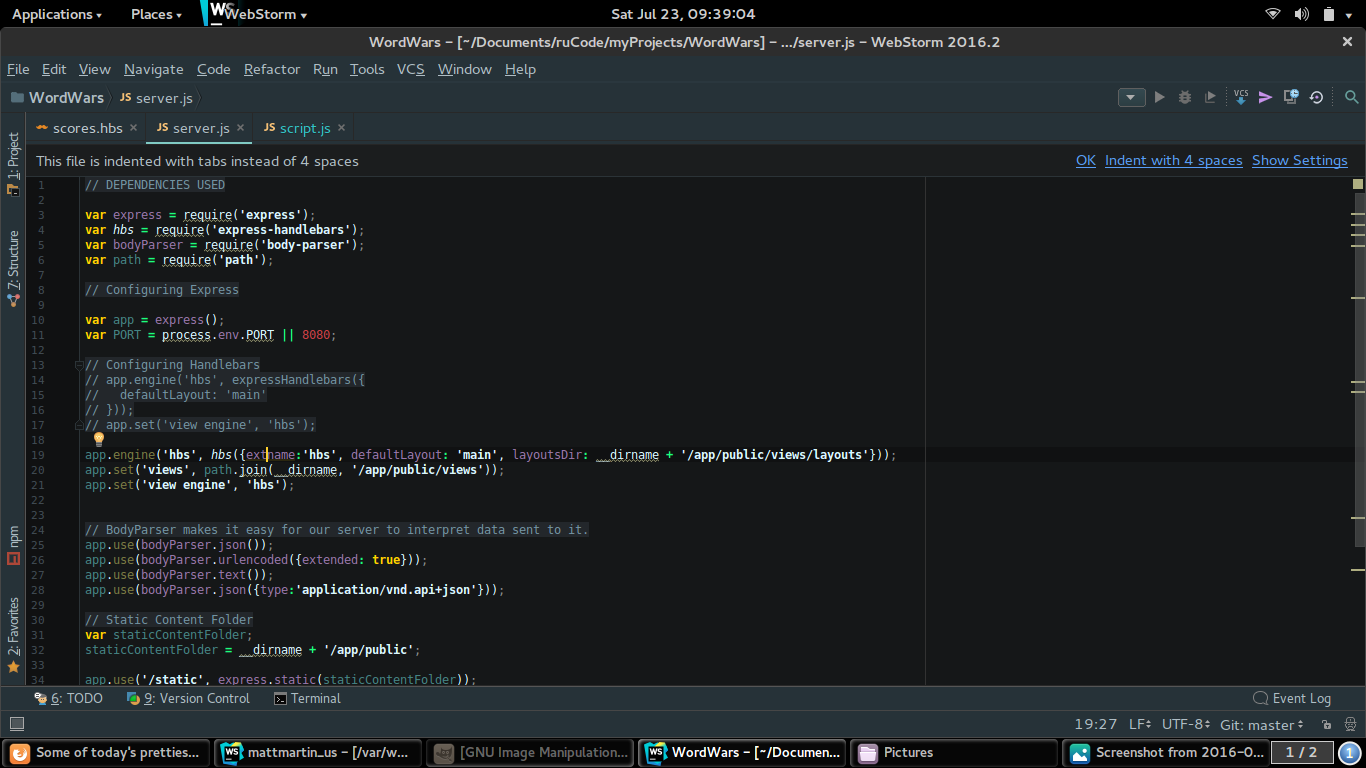 Applications Places WebStorm Sat Jul 23, 09:39:04
WordWars – [~/Documents/ruCode/myProjects/WordWars] – .../server.js – WebStorm 2016.2
File Edit View Navigate Code Refactor Run Tools VCS Window Help
WordWars JS server.js VCS
scores.hbs JS server.js JS script.js
This file is indented with tabs instead of 4 spaces OK Indent with 4 spaces Show Settings
1: Project
7: Structure
npm
2: Favorites
1 // DEPENDENCIES USED
2
3 var express = require('express');
4 var hbs = require('express-handlebars');
5 var bodyParser = require('body-parser');
6 var path = require('path');
7
8 // Configuring Express
9
10 var app = express();
11 var PORT = process.env.PORT || 8080;
12
13 // Configuring Handlebars
14 // app.engine('hbs', expressHandlebars({
15 //   defaultLayout: 'main'
16 // }));
17 // app.set('view engine', 'hbs');
18
19 app.engine('hbs', hbs({extname:'hbs', defaultLayout: 'main', layoutsDir: __dirname + '/app/public/views/layouts'}));
20 app.set('views', path.join(__dirname, '/app/public/views'));
21 app.set('view engine', 'hbs');
22
23
24 // BodyParser makes it easy for our server to interpret data sent to it.
25 app.use(bodyParser.json());
26 app.use(bodyParser.urlencoded({extended: true}));
27 app.use(bodyParser.text());
28 app.use(bodyParser.json({type:'application/vnd.api+json'}));
29
30 // Static Content Folder
31 var staticContentFolder;
32 staticContentFolder = __dirname + '/app/public';
33
34 app.use('/static', express.static(staticContentFolder));
6: TODO 9: Version Control Terminal Event Log
19:27 LF UTF-8 Git: master
Some of today's pretties... WS mattmartin_us – [/var/w... [GNU Image Manipulation... WS WordWars – [~/Documen... Pictures Screenshot from 2016-0... 1 / 2 1